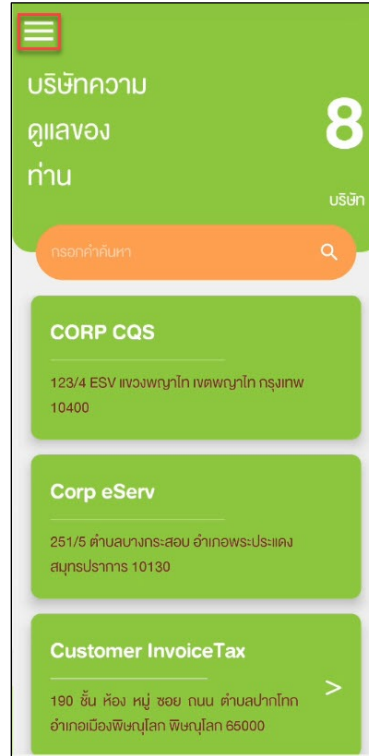 บริษัทความ
ดูแลของ
ท่าน
8
บริษัท
กรอกคำค้นหา
CORP CQS
123/4 ESV แขวงพญาไท เขตพญาไท กรุงเทพ
10400
Corp eServ
251/5 ตำบลบางกระสอบ อำเภอพระประแดง
สมุทรปราการ 10130
Customer InvoiceTax
190 ชั้น ห้อง หมู่ ซอย ถนน ตำบลปากโทก
อำเภอเมืองพิษณุโลก พิษณุโลก 65000